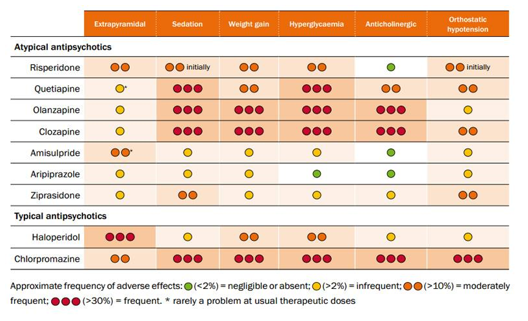 Extrapyramidal Sedation Weight gain Hyperglycaemia Anticholinergic Orthostatic hypotension
Atypical antipsychotics
Risperidone initially initially
Quetiapine *
Olanzapine
Clozapine
Amisulpride *
Aripiprazole
Ziprasidone
Typical antipsychotics
Haloperidol
Chlorpromazine
Approximate frequency of adverse effects: (<2%) = negligible or absent; (>2%) = infrequent; (>10%) = moderately
frequent; (>30%) = frequent. * rarely a problem at usual therapeutic doses